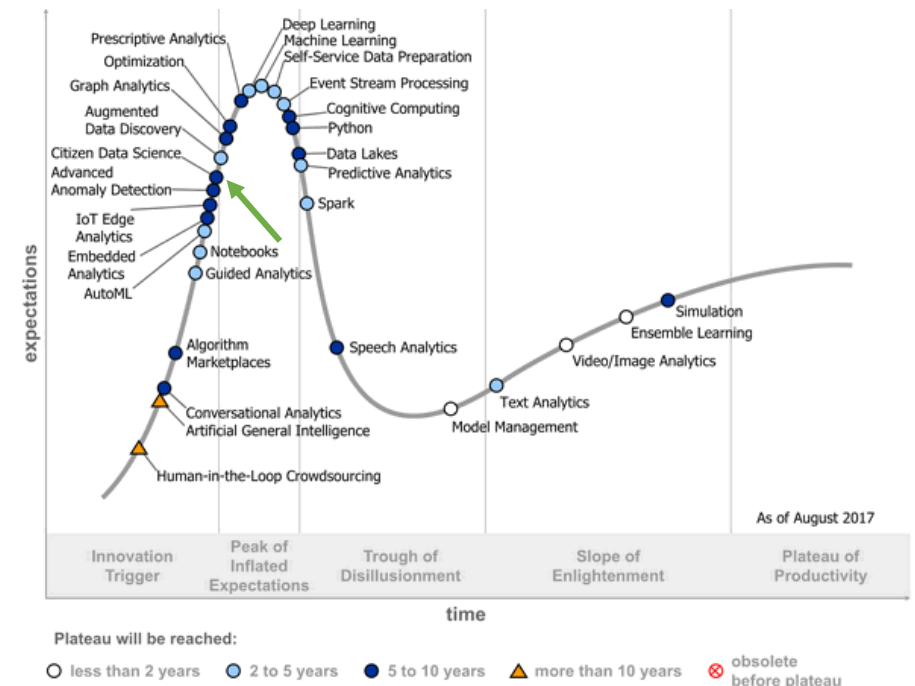 Deep Learning
Prescriptive Analytics
Machine Learning
Optimization
Self-Service Data Preparation
Graph Analytics
Event Stream Processing
Augmented
Data Discovery
Cognitive Computing
Python
Citizen Data Science
Data Lakes
Advanced
Anomaly Detection
Predictive Analytics
Spark
IoT Edge
Analytics
Embedded
Analytics
AutoML
Notebooks
Guided Analytics
expectations
Algorithm
Marketplaces
Speech Analytics
Simulation
Ensemble Learning
Video/Image Analytics
Text Analytics
Model Management
Conversational Analytics
Artificial General Intelligence
Human-in-the-Loop Crowdsourcing
As of August 2017
Innovation
Trigger
Peak of
Inflated
Expectations
Trough of
Disillusionment
Slope of
Enlightenment
Plateau of
Productivity
time
Plateau will be reached:
less than 2 years
2 to 5 years
5 to 10 years
more than 10 years
obsolete
before plateau